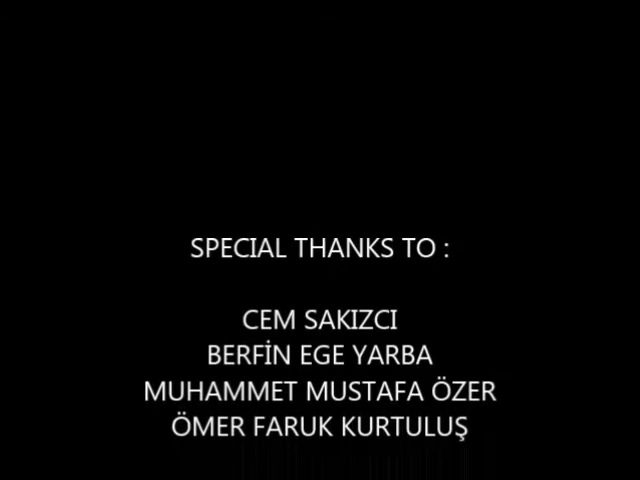 SPECIAL THANKS TO :
CEM SAKIZCI
BERFİN EGE YARBA
MUHAMMET MUSTAFA ÖZER
ÖMER FARUK KURTULUŞ